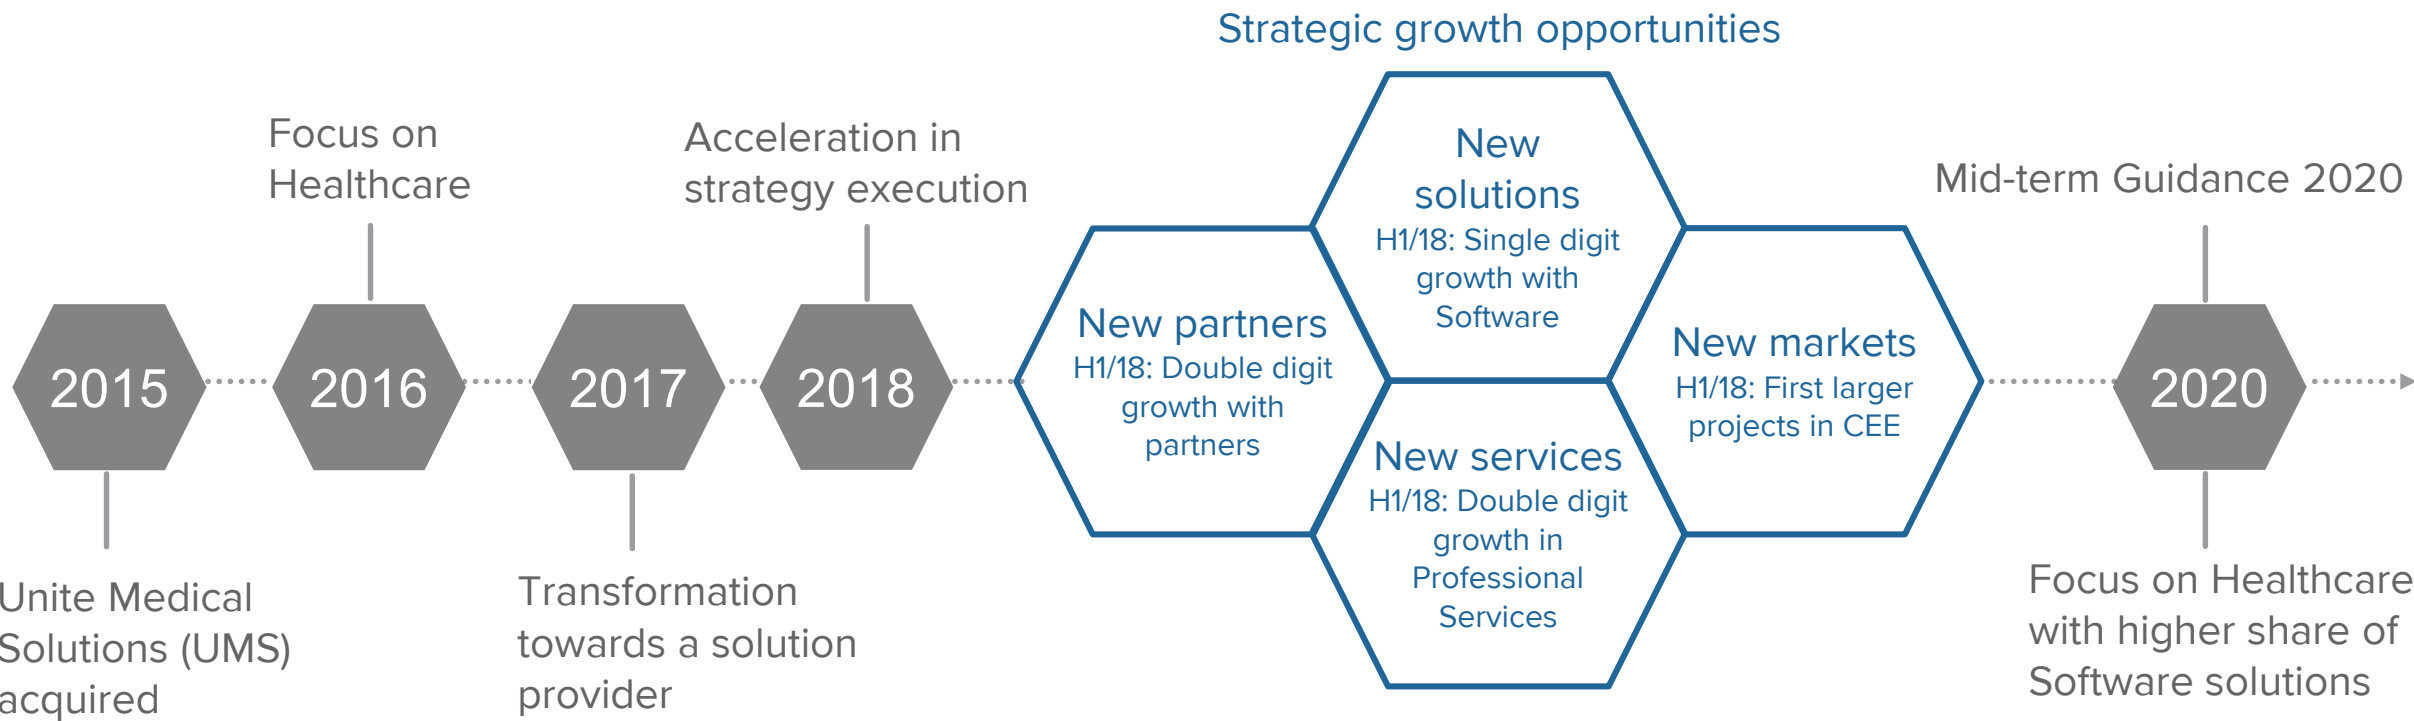 Strategic growth opportunities
Focus on
Healthcare
Acceleration in
strategy execution
Mid-term Guidance 2020
New
solutions
H1/18: Single digit
growth with
Software
New partners
H1/18: Double digit
growth with
partners
New markets
H1/18: First larger
projects in CEE
New services
H1/18: Double digit
growth in
Professional
Services
2015
2016
2017
2018
2020
Unite Medical
Solutions (UMS)
acquired
Transformation
towards a solution
provider
Focus on Healthcare
with higher share of
Software solutions